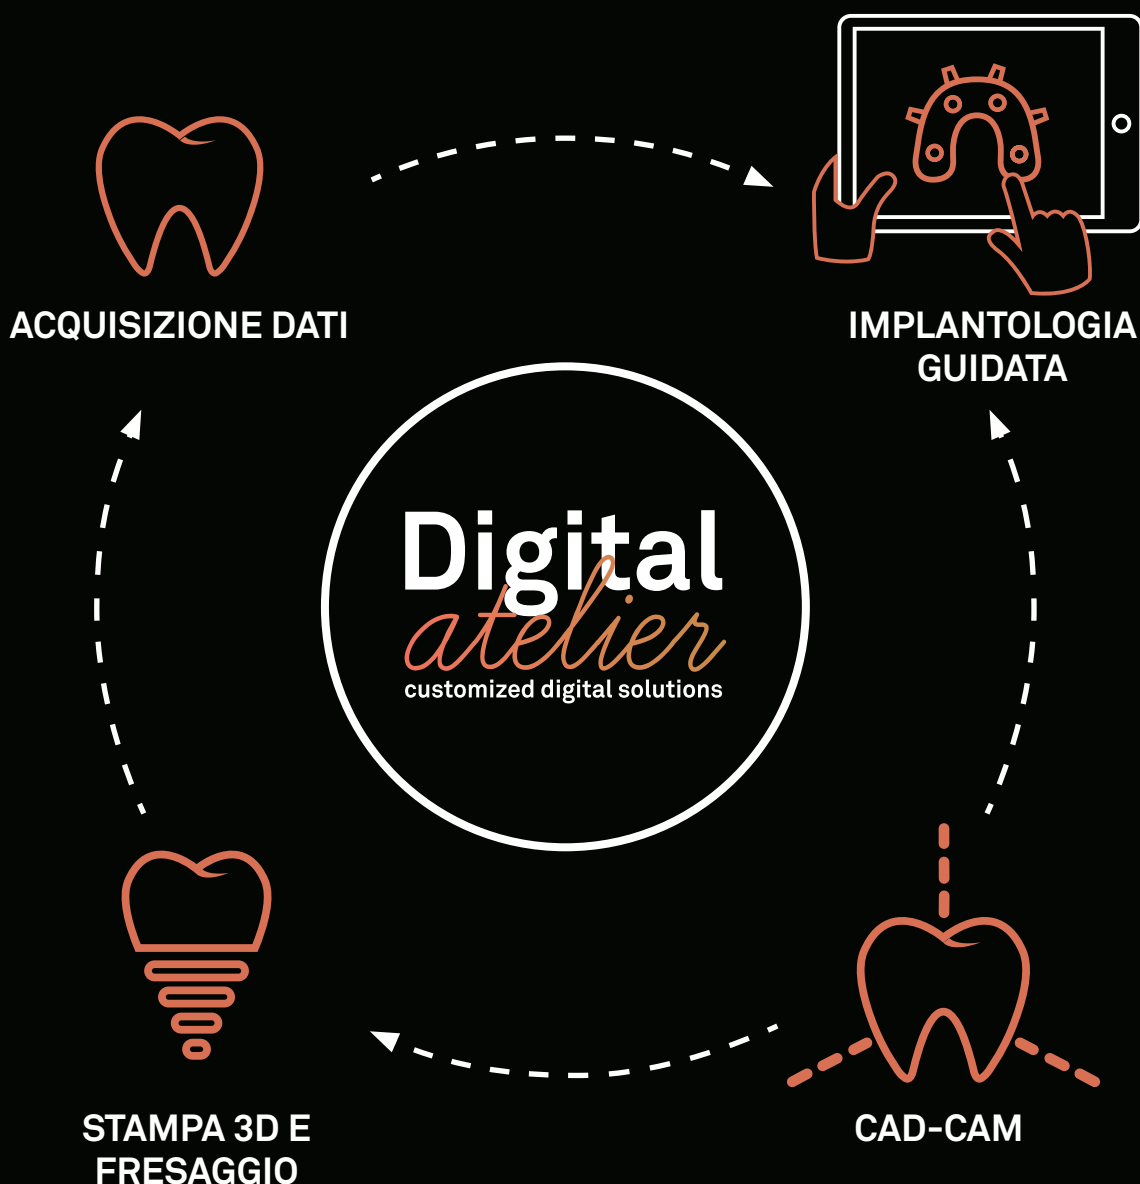 ACQUISIZIONE DATI
IMPLANTOLOGIA
GUIDATA
Digital
atelier
customized digital solutions
STAMPA 3D E
FRESAGGIO
CAD-CAM